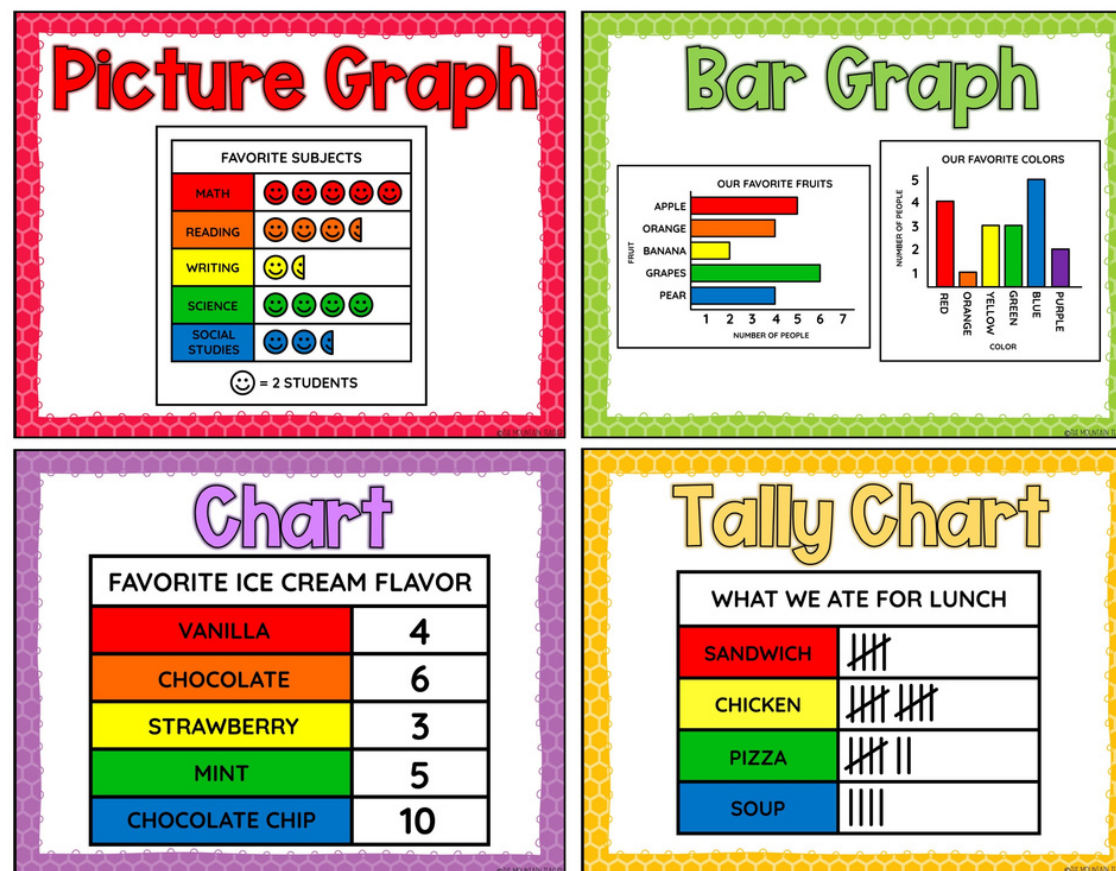 Picture Graph
FAVORITE SUBJECTS
MATH
READING
WRITING
SCIENCE
SOCIAL
STUDIES
= 2 STUDENTS
Bar Graph
OUR FAVORITE FRUITS
FRUIT
APPLE
ORANGE
BANANA
GRAPES
PEAR
1 2 3 4 5 6 7
NUMBER OF PEOPLE
OUR FAVORITE COLORS
NUMBER OF PEOPLE
5
4
3
2
1
RED
ORANGE
YELLOW
GREEN
BLUE
PURPLE
COLOR
Chart
FAVORITE ICE CREAM FLAVOR
VANILLA 4
CHOCOLATE 6
STRAWBERRY 3
MINT 5
CHOCOLATE CHIP 10
Tally Chart
WHAT WE ATE FOR LUNCH
SANDWICH
CHICKEN
PIZZA
SOUP